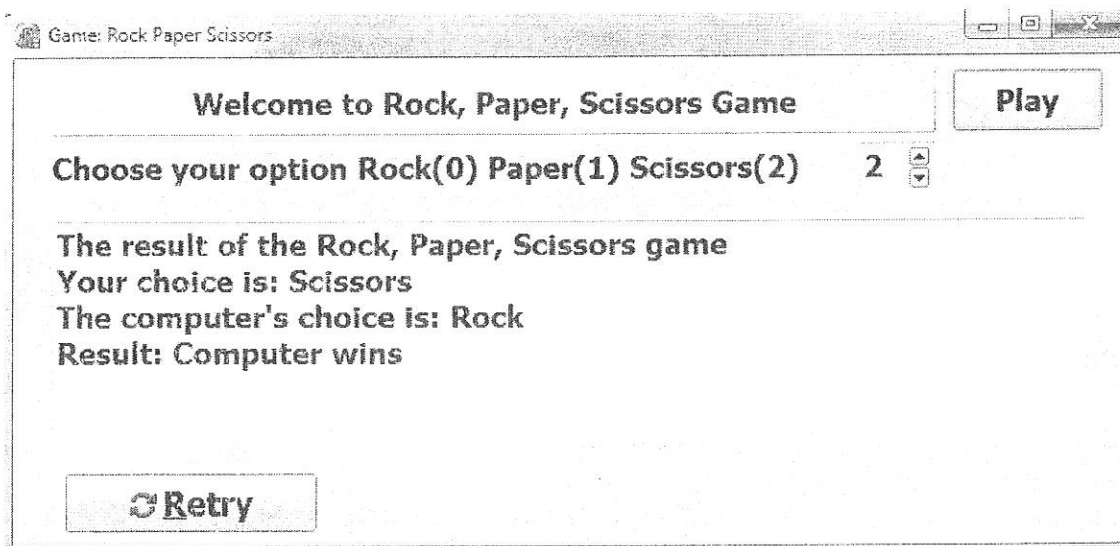 Game: Rock Paper Scissors
Welcome to Rock, Paper, Scissors Game
Play
Choose your option Rock(0) Paper(1) Scissors(2) 2
The result of the Rock, Paper, Scissors game
Your choice is: Scissors
The computer's choice is: Rock
Result: Computer wins
Retry